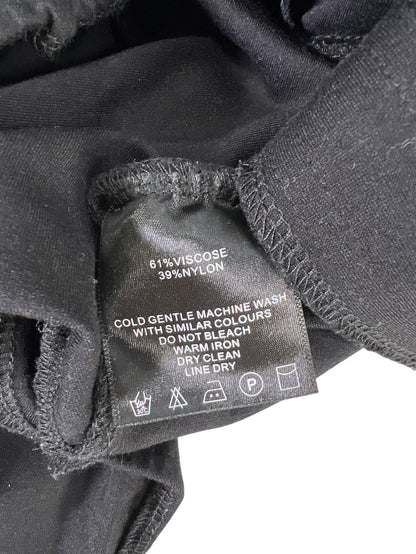 61%VISCOSE
39%NYLON
COLD GENTLE MACHINE WASH
WITH SIMILAR COLOURS
DO NOT BLEACH
WARM IRON
DRY CLEAN
LINE DRY
P